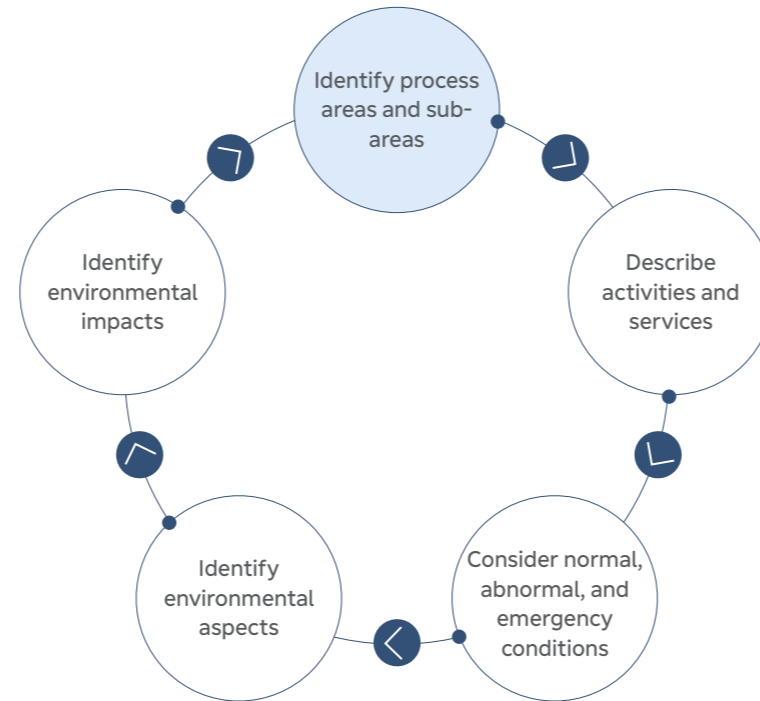 Identify process
areas and sub-
areas
Describe
activities and
services
Consider normal,
abnormal, and
emergency
conditions
Identify
environmental
aspects
Identify
environmental
impacts